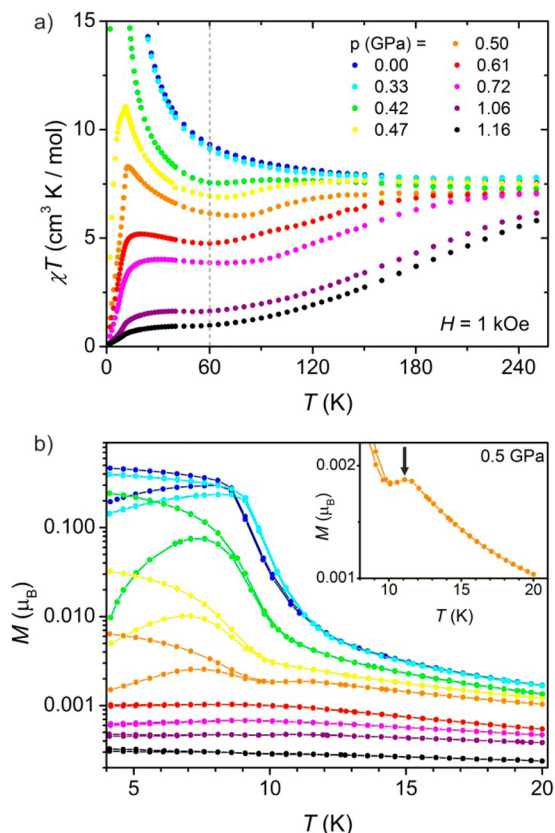 a)
15
10
5
0
χT (cm³ K / mol)
p (GPa) =
0.00
0.33
0.42
0.47
0.50
0.61
0.72
1.06
1.16
H = 1 kOe
0 60 120 180 240
T (K)
b)
0.100
0.010
0.001
M (μB)
5 10 15 20
T (K)
0.5 GPa
0.002
0.001
M (μB)
10 15 20
T (K)